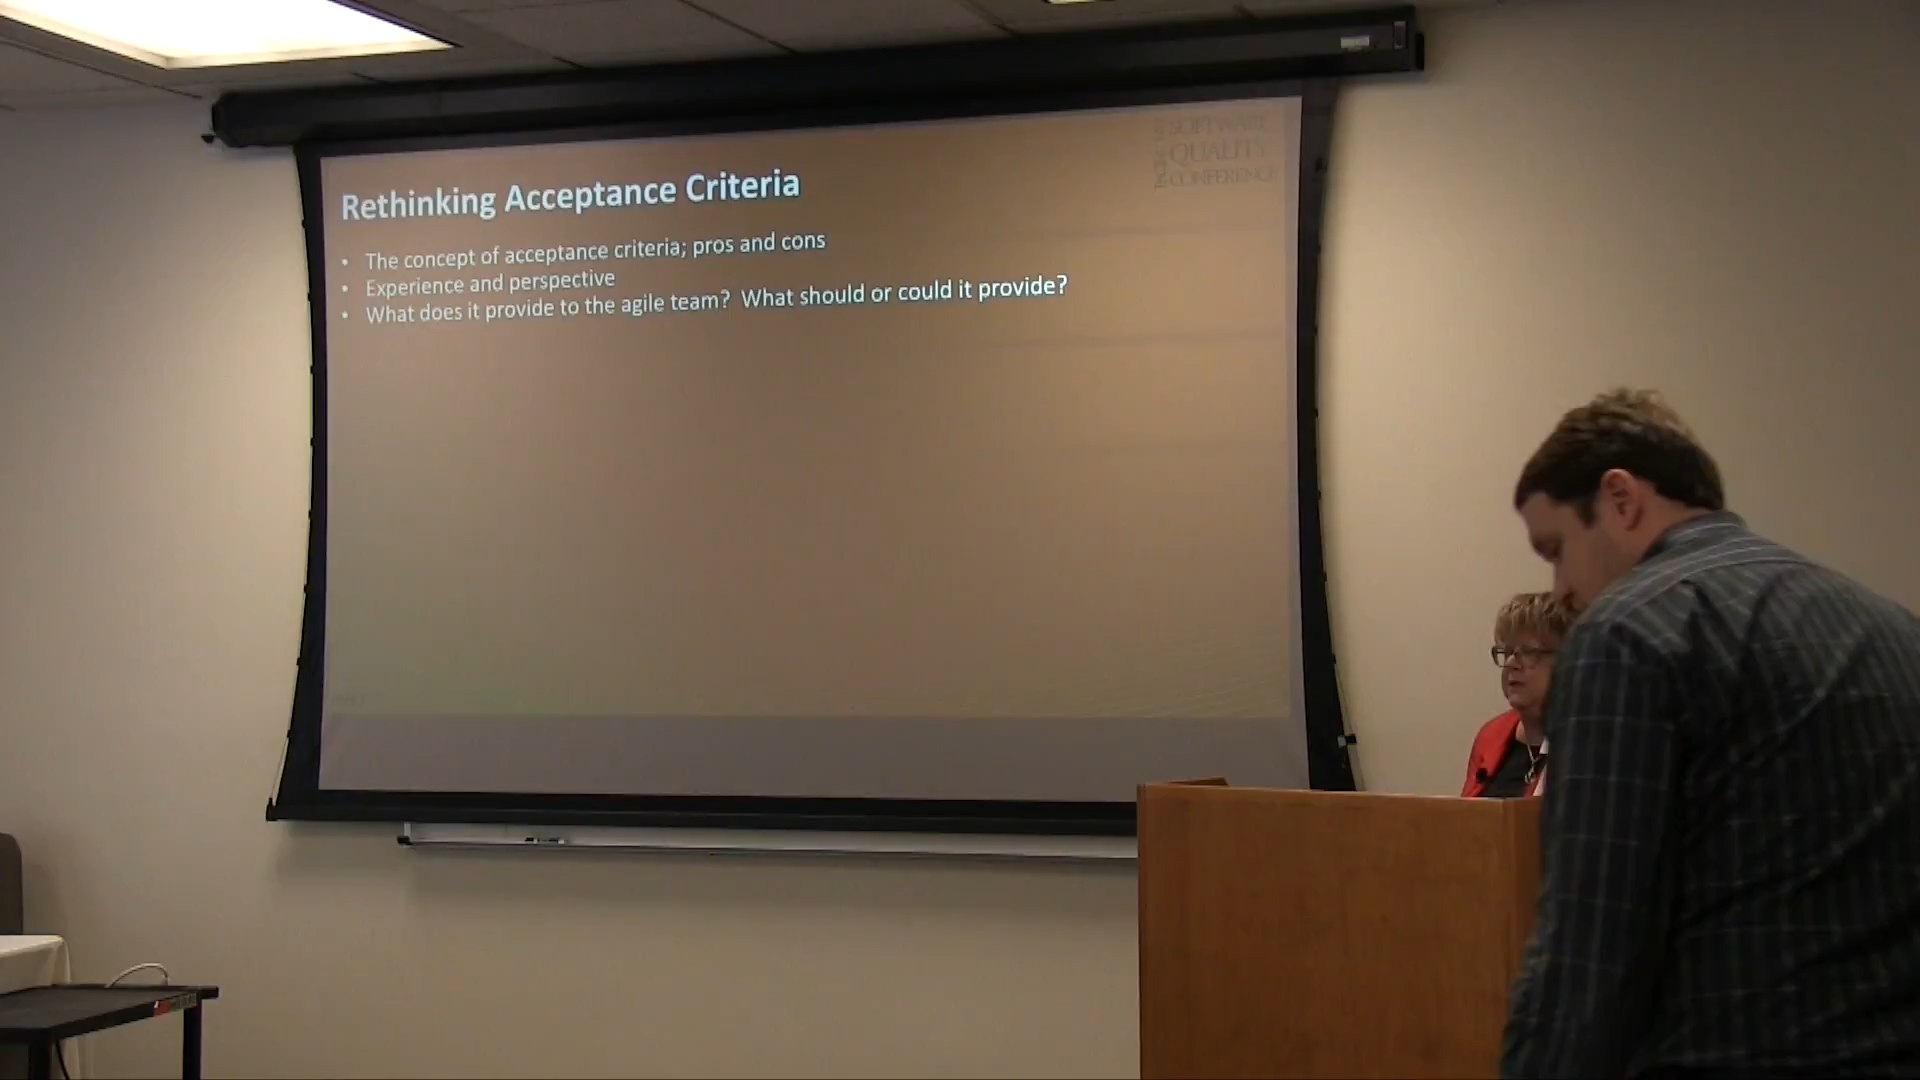 SOFTWARE
QUALITY
CONFERENCE
Rethinking Acceptance Criteria
• The concept of acceptance criteria; pros and cons
• Experience and perspective
• What does it provide to the agile team? What should or could it provide?